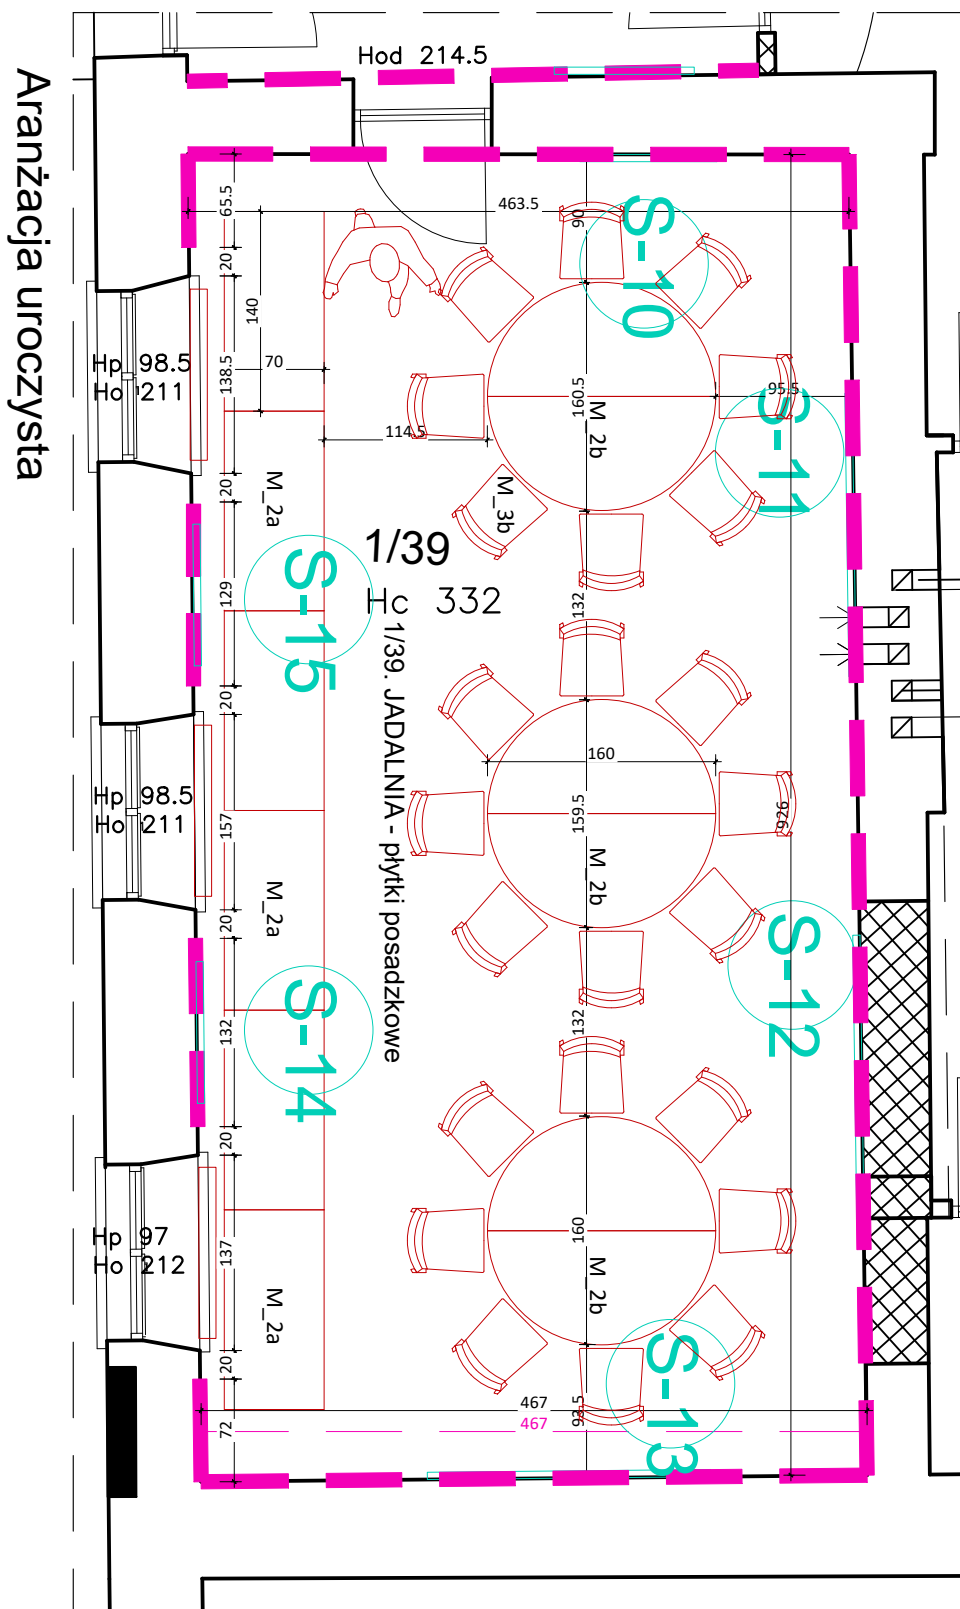 Aranżacja uroczysta
Hod 214.5
463.5
65.5
20
140
138.5
70
20
114.5
90
S-10
160.5
M_2b
95.5
S-11
Hp 98.5
Ho 211
M_2a
M_3b
1/39
Hc 332
1/39. JADALNIA - płytki posadzkowe
S-15
129
20
132
Hp 98.5
Ho 211
157
20
M_2a
160
159.5
M_2b
926
S-12
S-14
132
132
20
Hp 97
Ho 212
137
20
M_2a
160
M_2b
S-13
72
467
467
93.5